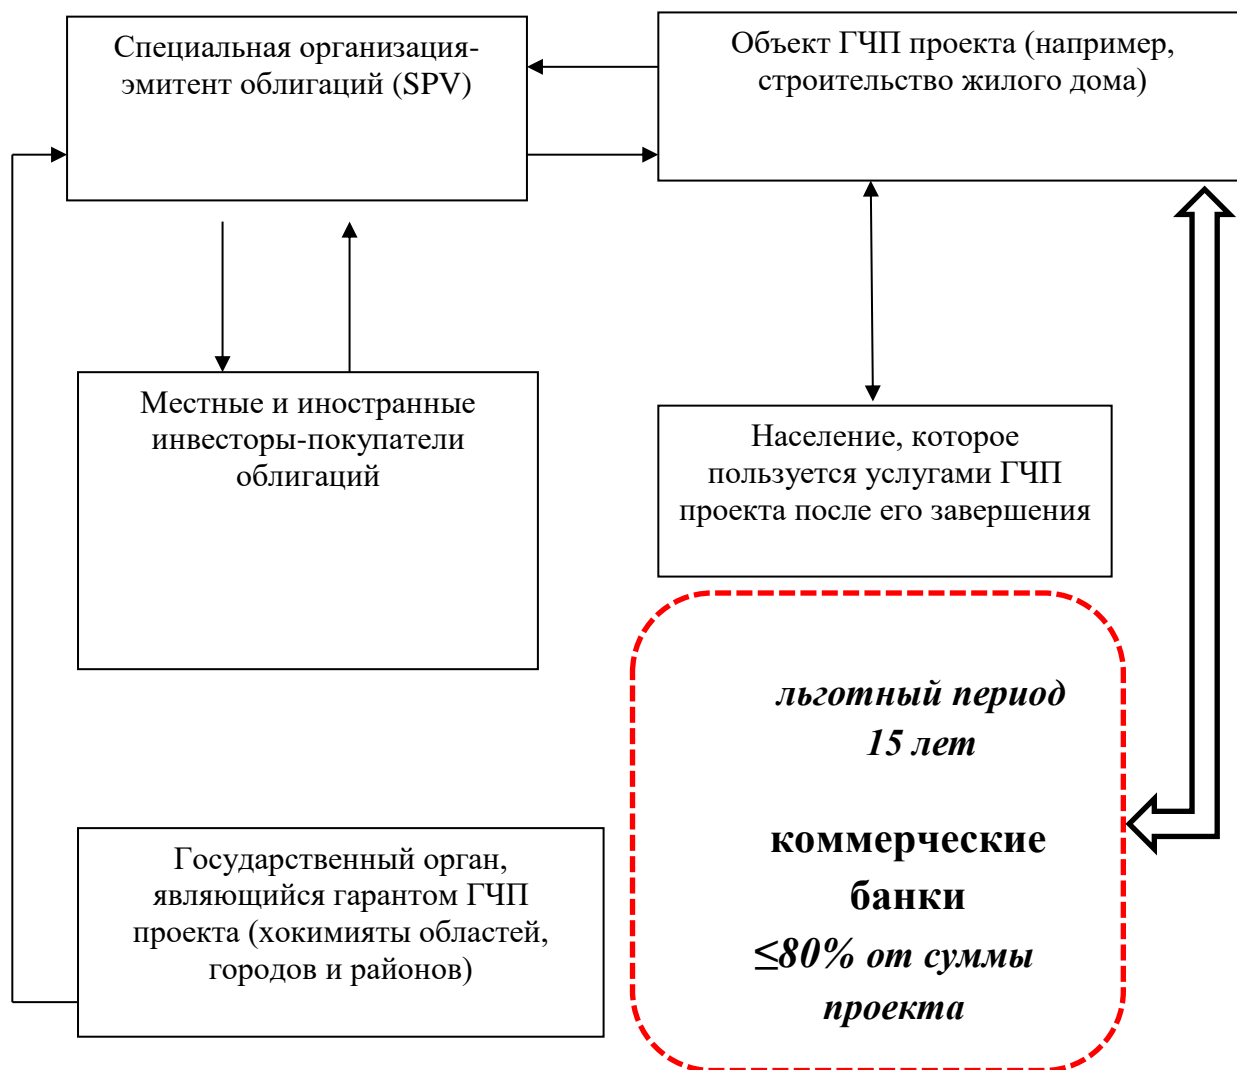 Специальная организация-
эмитент облигаций (SPV)
Объект ГЧП проекта (например,
строительство жилого дома)
Местные и иностранные
инвесторы-покупатели
облигаций
Население, которое
пользуется услугами ГЧП
проекта после его завершения
льготный период
15 лет
коммерческие
банки
≤80% от суммы
проекта
Государственный орган,
являющийся гарантом ГЧП
проекта (хокимияты областей,
городов и районов)